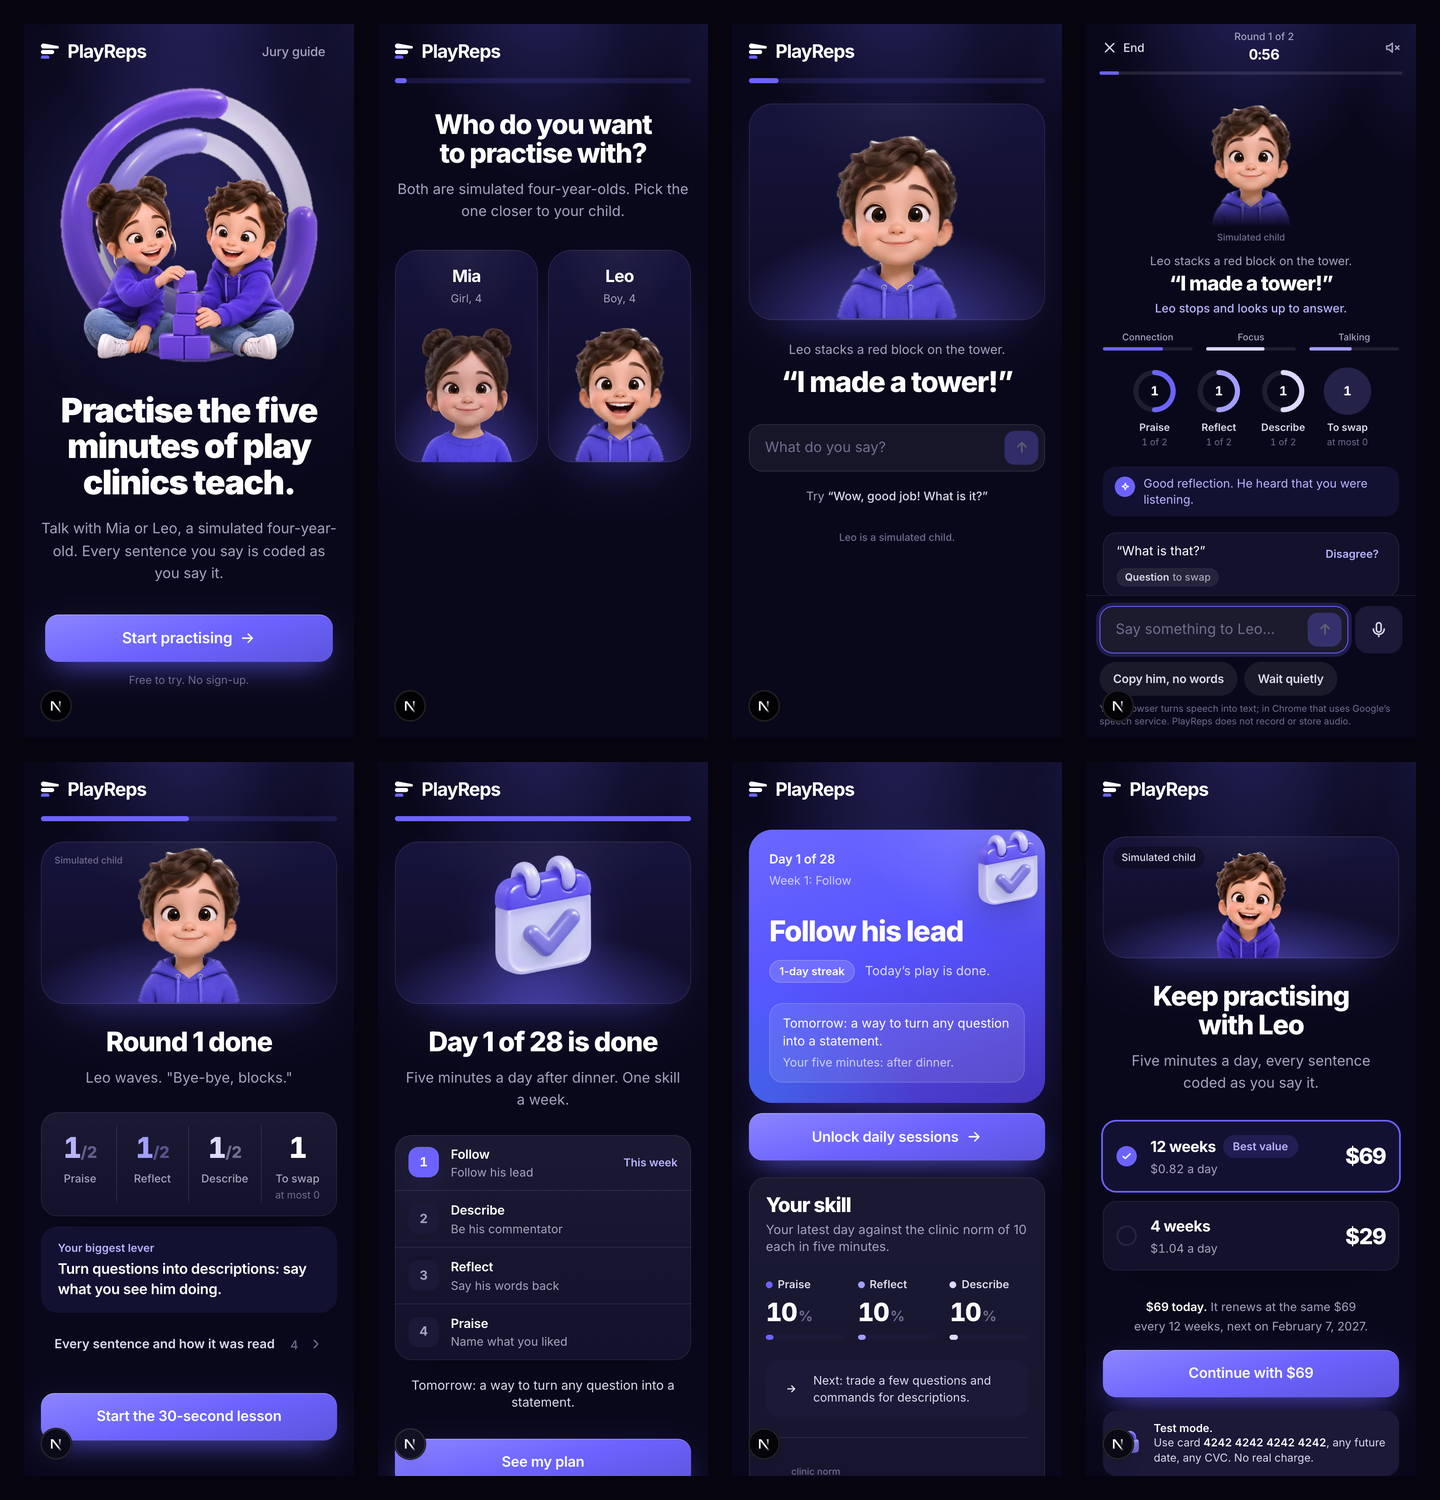 PlayReps
Jury guide
Practise the five
minutes of play
clinics teach.
Talk with Mia or Leo, a simulated four-year-
old. Every sentence you say is coded as
you say it.
Start practising →
Free to try. No sign-up.
N
PlayReps
Who do you want
to practise with?
Both are simulated four-year-olds. Pick the
one closer to your child.
Mia
Girl, 4
Leo
Boy, 4
N
PlayReps
Leo stacks a red block on the tower.
“I made a tower!”
What do you say?
Try “Wow, good job! What is it?”
Leo is a simulated child.
N
End
Round 1 of 2
0:56
Simulated child
Leo stacks a red block on the tower.
“I made a tower!”
Leo stops and looks up to answer.
Connection
Focus
Talking
1
1
1
1
Praise
Reflect
Describe
To swap
1 of 2
1 of 2
1 of 2
at most 0
Good reflection. He heard that you were
listening.
“What is that?”
Disagree?
Question to swap
Say something to Leo...
Copy him, no words
Wait quietly
browser turns speech into text; in Chrome that uses Google’s
speech service. PlayReps does not record or store audio.
N
PlayReps
Simulated child
Round 1 done
Leo waves. "Bye-bye, blocks."
1/2
1/2
1/2
1
Praise
Reflect
Describe
To swap
at most 0
Your biggest lever
Turn questions into descriptions: say
what you see him doing.
Every sentence and how it was read 4
Start the 30-second lesson
N
PlayReps
Day 1 of 28 is done
Five minutes a day after dinner. One skill
a week.
1
Follow
Follow his lead
This week
2
Describe
Be his commentator
3
Reflect
Say his words back
4
Praise
Name what you liked
Tomorrow: a way to turn any question into a
statement.
See my plan
N
PlayReps
Day 1 of 28
Week 1: Follow
Follow his lead
1-day streak
Today’s play is done.
Tomorrow: a way to turn any question
into a statement.
Your five minutes: after dinner.
Unlock daily sessions →
Your skill
Your latest day against the clinic norm of 10
each in five minutes.
Praise
Reflect
Describe
10%
10%
10%
→ Next: trade a few questions and
commands for descriptions.
clinic norm
N
PlayReps
Simulated child
Keep practising
with Leo
Five minutes a day, every sentence
coded as you say it.
12 weeks
Best value
$0.82 a day
$69
4 weeks
$1.04 a day
$29
$69 today. It renews at the same $69
every 12 weeks, next on February 7, 2027.
Continue with $69
Test mode.
Use card 4242 4242 4242 4242, any future
date, any CVC. No real charge.
N